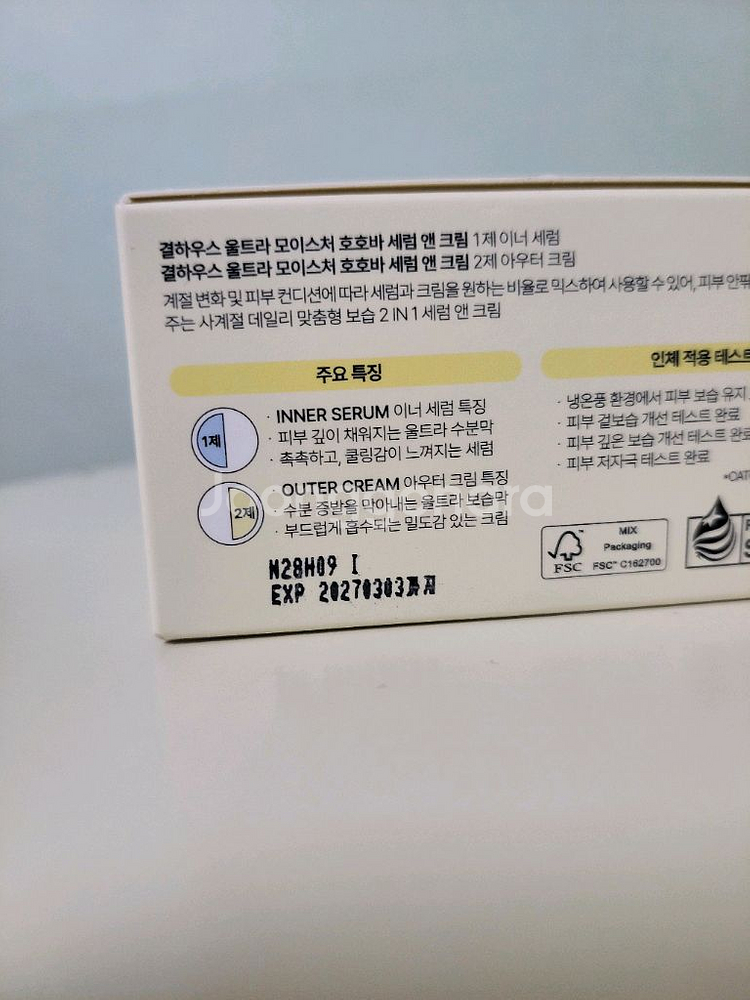 결하우스 울트라 모이스처 호호바 세럼 앤 크림 1제 이너 세럼
결하우스 울트라 모이스처 호호바 세럼 앤 크림 2제 아우터 크림
계절 변화 및 피부 컨디션에 따라 세럼과 크림을 원하는 비율로 믹스하여 사용할 수 있어, 피부 안팎
주는 사계절 데일리 맞춤형 보습 2 IN 1 세럼 앤 크림
주요 특징
1제
· INNER SERUM 이너 세럼 특징
· 피부 깊이 채워지는 울트라 수분막
· 촉촉하고, 쿨링감이 느껴지는 세럼
2제
· OUTER CREAM 아우터 크림 특징
· 수분 증발을 막아내는 울트라 보습막
· 부드럽게 흡수되는 밀도감 있는 크림
N28H09 I
EXP 20270303까지
인체 적용 테스트
· 냉온풍 환경에서 피부 보습 유지
· 피부 겉보습 개선 테스트 완료
· 피부 깊은 보습 개선 테스트 완료
· 피부 저자극 테스트 완료
FSC
MIX
Packaging
FSC™ C162700
Joonggonara